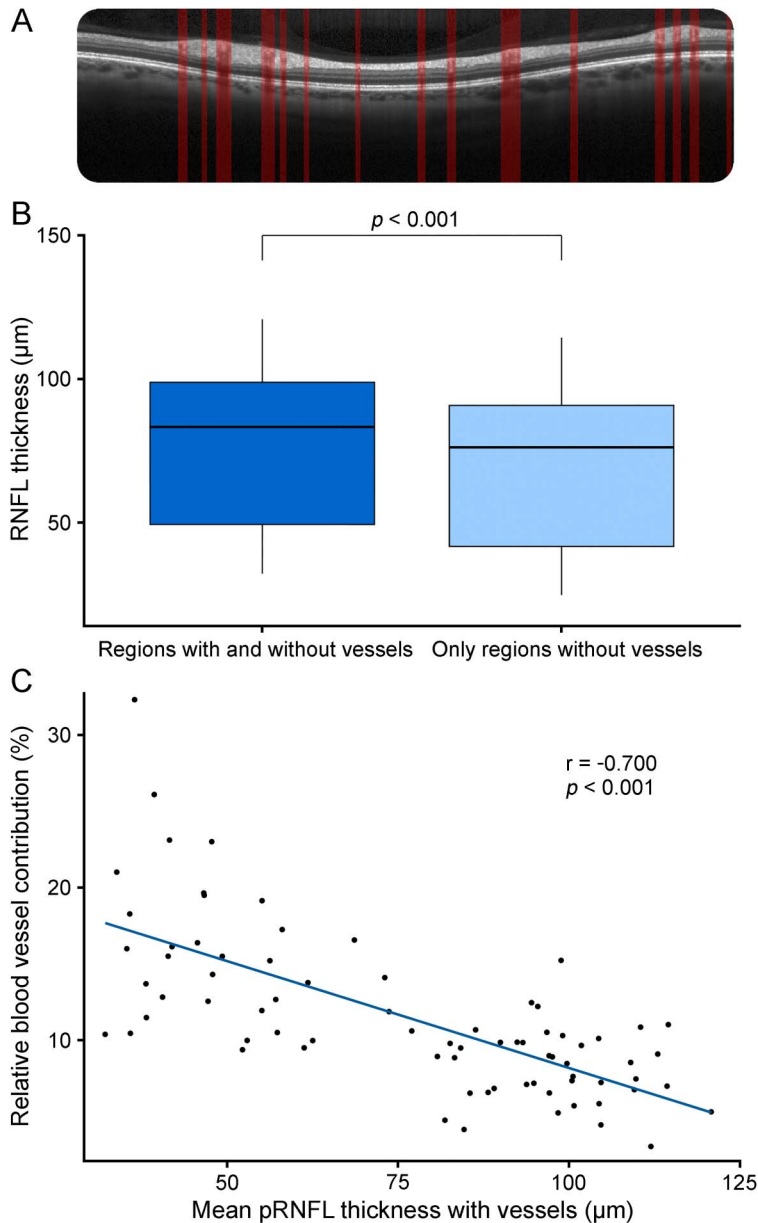 A
B
p < 0.001
150
100
50
RNFL thickness (µm)
Regions with and without vessels
Only regions without vessels
C
30
20
10
Relative blood vessel contribution (%)
r = -0.700
p < 0.001
50
75
100
125
Mean pRNFL thickness with vessels (µm)